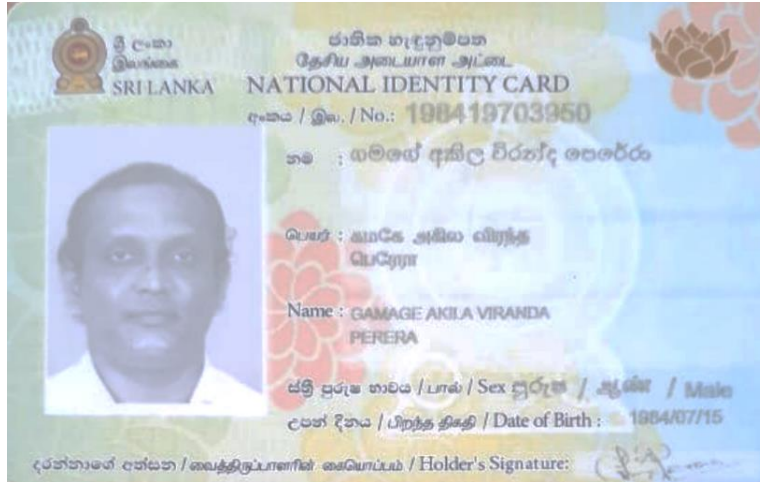 ශ්‍රී ලංකා
இலங்கை
SRI LANKA
ජාතික හැඳුනුම්පත
தேசிய அடையாள அட்டை
NATIONAL IDENTITY CARD
අංකය / இல. / No.: 198419703950
නම : ගමගේ අකිල විරන්ද පෙරේරා
பெயர் : கமகே அகில விரந்த
பெரேரா
Name : GAMAGE AKILA VIRANDA
PERERA
ස්ත්‍රී පුරුෂ භාවය / பால் / Sex පුරුෂ / ஆண் / Male
උපන් දිනය / பிறந்த திகதி / Date of Birth : 1984/07/15
දරන්නාගේ අත්සන / வைத்திருப்பாளரின் கையொப்பம் / Holder's Signature: